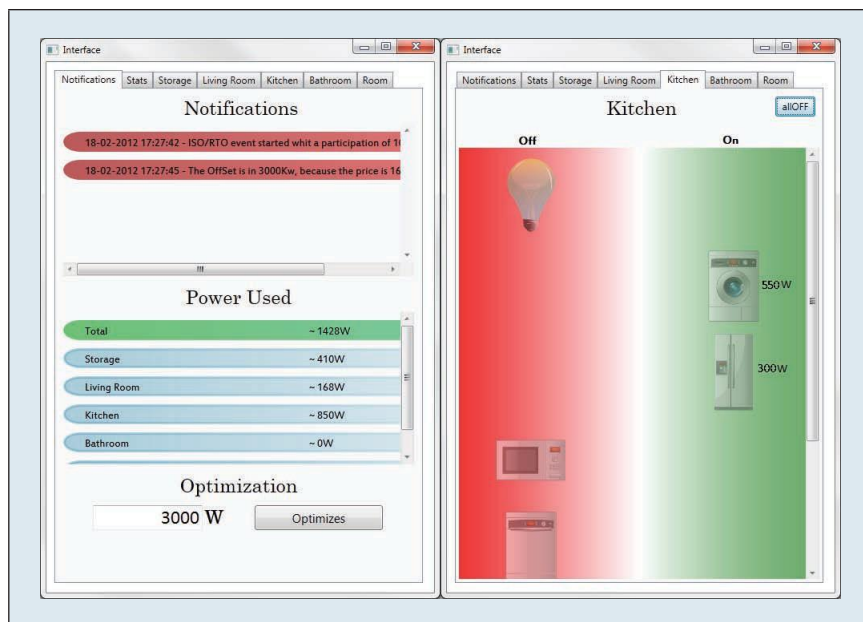 Interface
Notifications Stats Storage Living Room Kitchen Bathroom Room
Notifications
18-02-2012 17:27:42 - ISO/RTO event started whit a participation of
18-02-2012 17:27:45 - The OffSet is in 3000Kw, because the price is 16
Power Used
Total ~ 1428W
Storage ~ 410W
Living Room ~ 168W
Kitchen ~ 850W
Bathroom ~ 0W
Optimization
3000 W Optimizes
Interface
Notifications Stats Storage Living Room Kitchen Bathroom Room
Kitchen allOFF
Off On
550W
300W